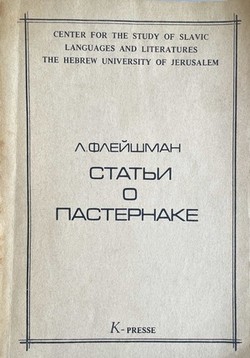 CENTER FOR THE STUDY OF SLAVIC
LANGUAGES AND LITERATURES
THE HEBREW UNIVERSITY OF JERUSALEM
Л.ФЛЕЙШМАН
СТАТЬИ
О
ПАСТЕРНАКЕ
K-PRESSE